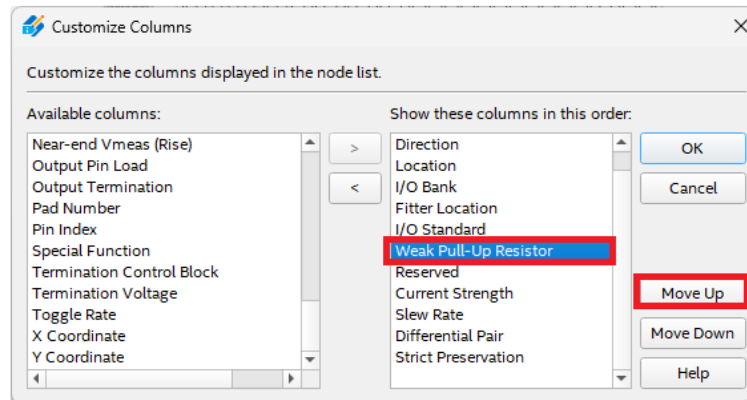 Customize Columns
Customize the columns displayed in the node list.
Available columns:
Near-end Vmeas (Rise)
Output Pin Load
Output Termination
Pad Number
Pin Index
Special Function
Termination Control Block
Termination Voltage
Toggle Rate
X Coordinate
Y Coordinate
>
<
Show these columns in this order:
Direction
Location
I/O Bank
Fitter Location
I/O Standard
Weak Pull-Up Resistor
Reserved
Current Strength
Slew Rate
Differential Pair
Strict Preservation
OK
Cancel
Move Up
Move Down
Help